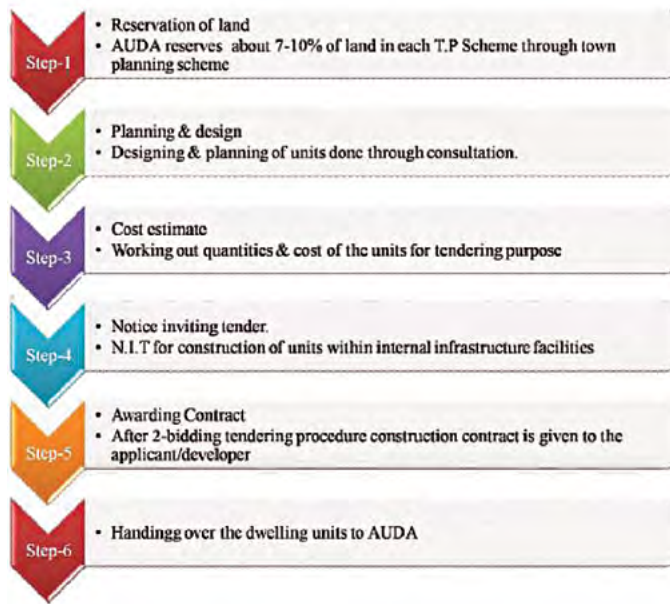 Step-1
• Reservation of land
• AUDA reserves about 7-10% of land in each T.P Scheme through town
planning scheme
Step-2
• Planning & design
• Designing & planning of units done through consultation.
Step-3
• Cost estimate
• Working out quantities & cost of the units for tendering purpose
Step-4
• Notice inviting tender.
• N.I.T for construction of units within internal infrastructure facilities
Step-5
• Awarding Contract
• After 2-bidding tendering procedure construction contract is given to the
applicant/developer
Step-6
• Handingg over the dwelling units to AUDA